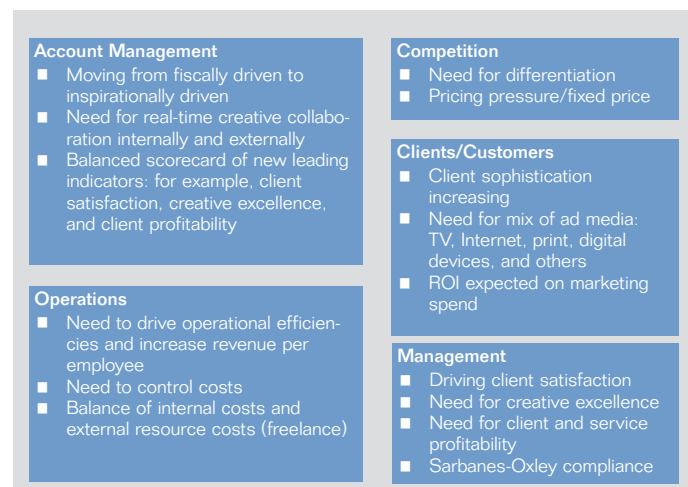 Account Management
■ Moving from fiscally driven to
inspirationally driven
■ Need for real-time creative collabo-
ration internally and externally
■ Balanced scorecard of new leading
indicators: for example, client
satisfaction, creative excellence,
and client profitability
Operations
■ Need to drive operational efficien-
cies and increase revenue per
employee
■ Need to control costs
■ Balance of internal costs and
external resource costs (freelance)
Competition
■ Need for differentiation
■ Pricing pressure/fixed price
Clients/Customers
■ Client sophistication
increasing
■ Need for mix of ad media:
TV, Internet, print, digital
devices, and others
■ ROI expected on marketing
spend
Management
■ Driving client satisfaction
■ Need for creative excellence
■ Need for client and service
profitability
■ Sarbanes-Oxley compliance